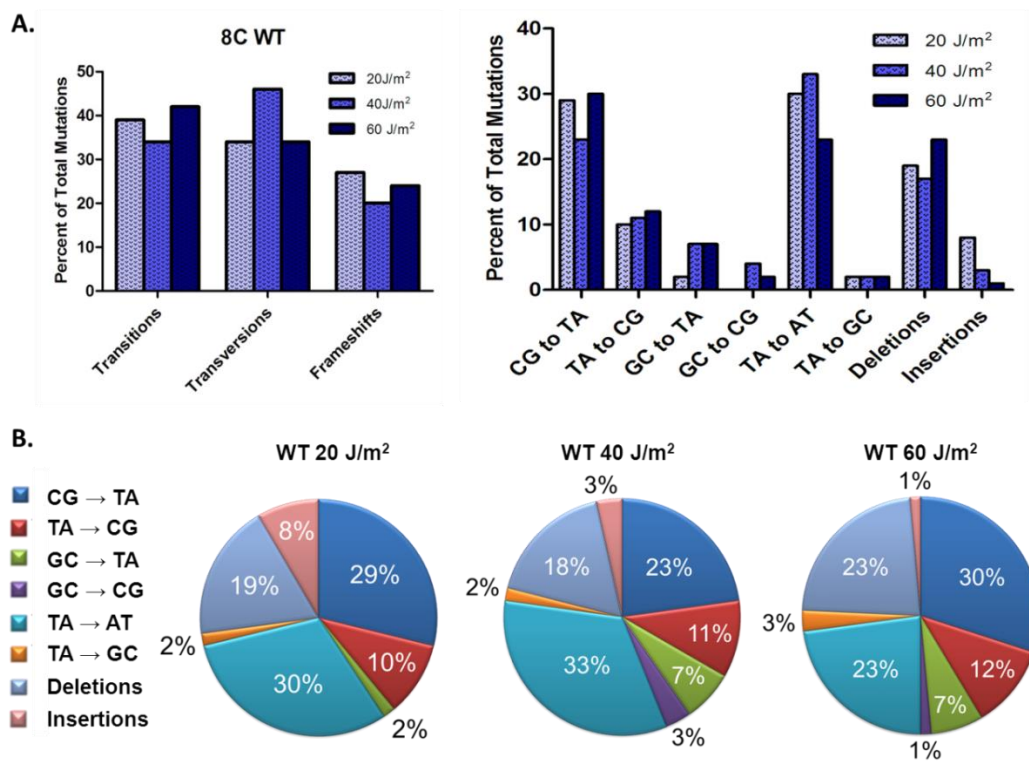 A.
8C WT
Percent of Total Mutations
50
40
30
20
10
0
20J/m²
40J/m²
60 J/m²
Transitions
Transversions
Frameshifts
Percent of Total Mutations
40
30
20
10
0
20 J/m²
40 J/m²
60 J/m²
CG to TA
TA to CG
GC to TA
GC to CG
TA to AT
TA to GC
Deletions
Insertions
B.
CG → TA
TA → CG
GC → TA
GC → CG
TA → AT
TA → GC
Deletions
Insertions
WT 20 J/m²
8%
29%
19%
2%
10%
30%
2%
WT 40 J/m²
3%
23%
18%
2%
11%
33%
7%
3%
WT 60 J/m²
1%
30%
23%
3%
12%
23%
7%
1%